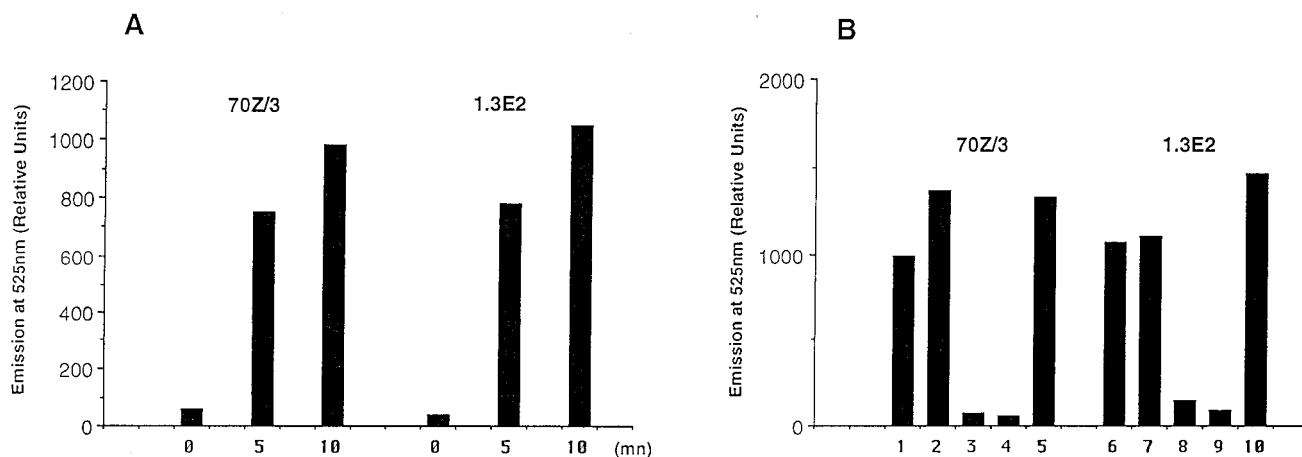 A
Emission at 525nm (Relative Units)
1200
1000
800
600
400
200
0
70Z/3
1.3E2
0 5 10 0 5 10 (mn)
B
Emission at 525nm (Relative Units)
2000
1000
0
70Z/3
1.3E2
1 2 3 4 5 6 7 8 9 10